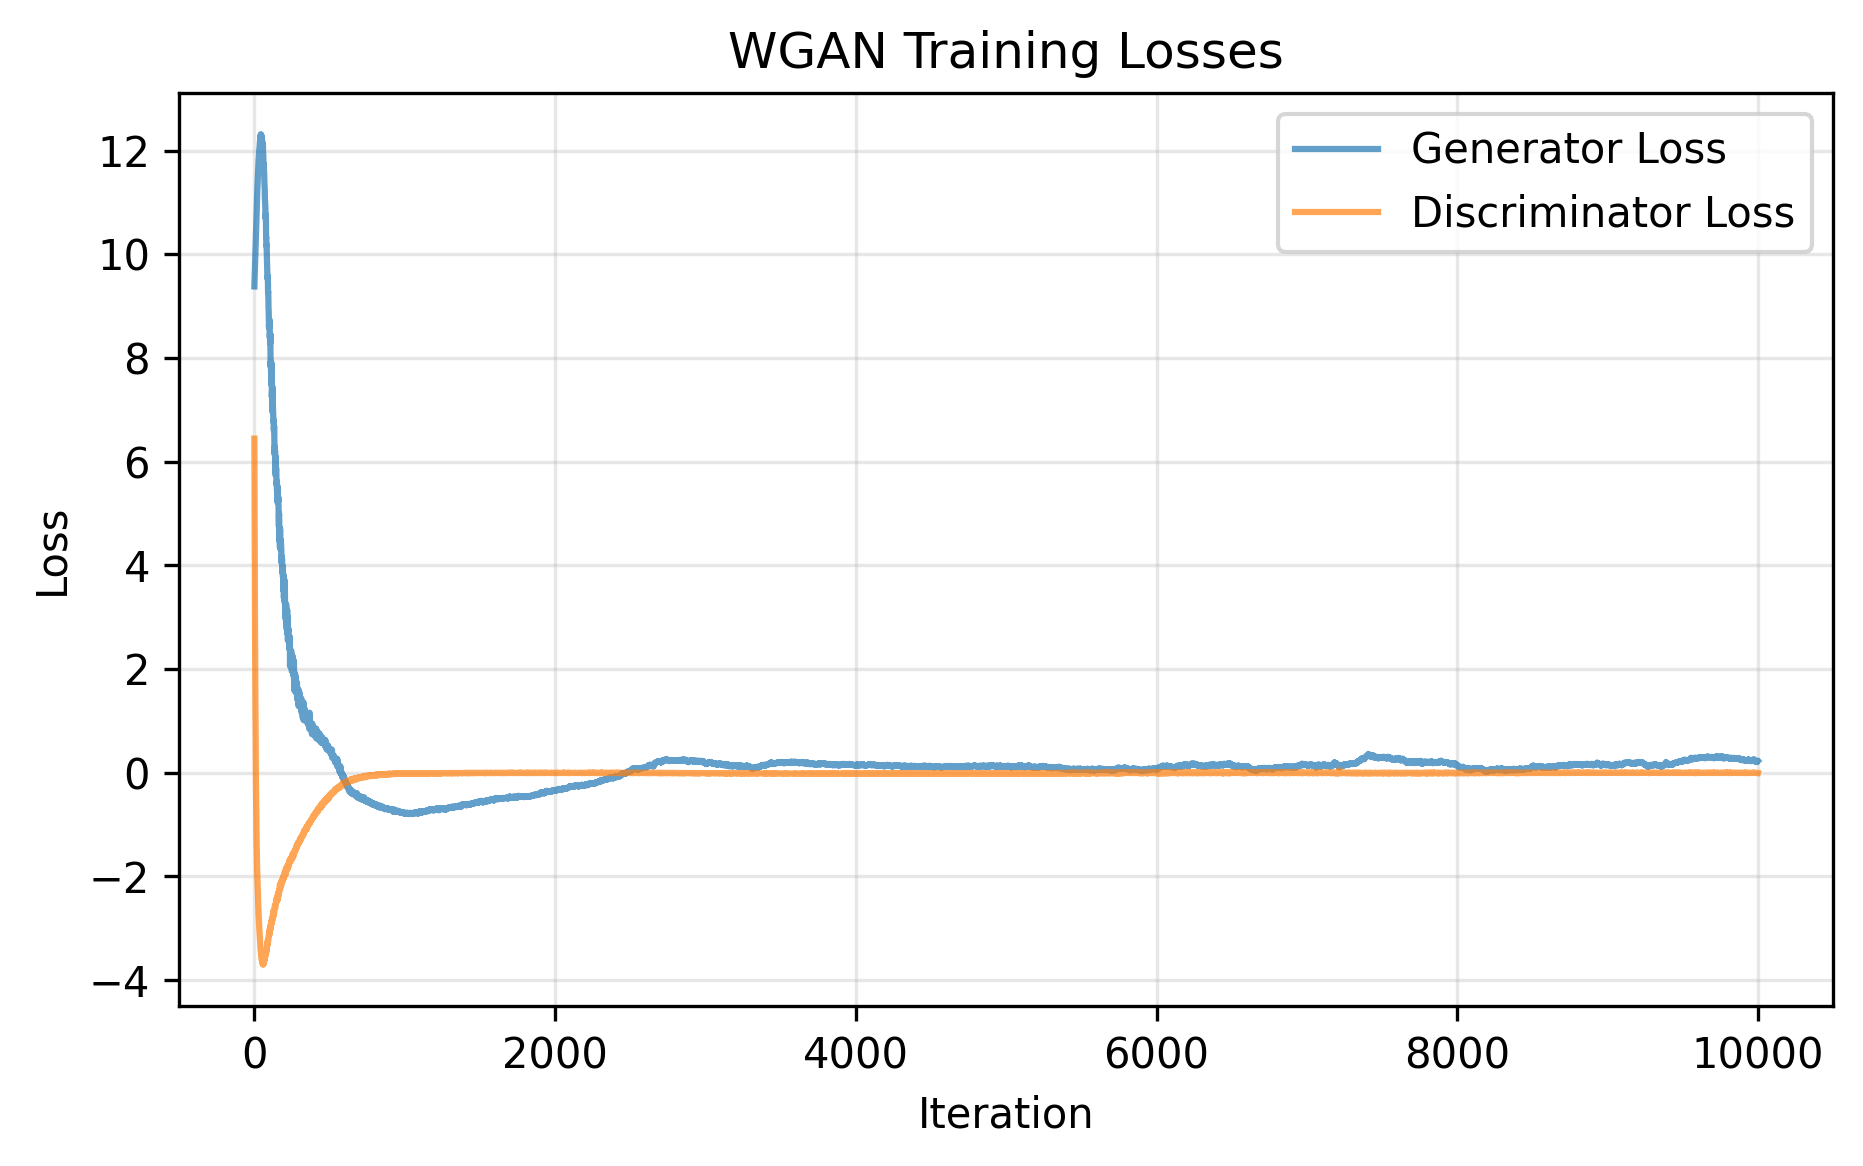 WGAN Training Losses
Generator Loss
Discriminator Loss
12
10
8
6
4
2
0
−2
−4
Loss
0 2000 4000 6000 8000 10000
Iteration